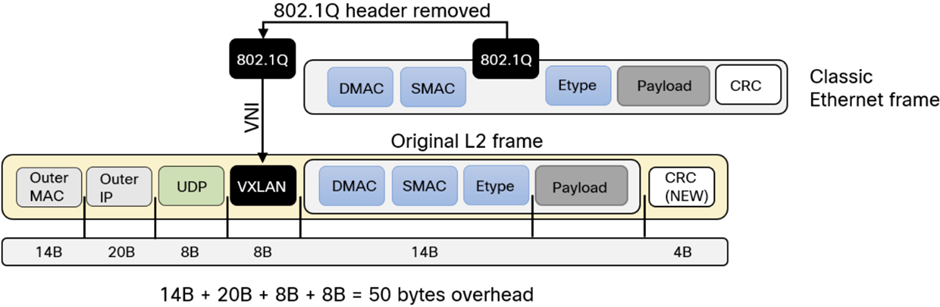 802.1Q header removed
802.1Q
802.1Q
DMAC
SMAC
Etype
Payload
CRC
Classic
Ethernet frame
VNI
Original L2 frame
Outer
MAC
Outer
IP
UDP
VXLAN
DMAC
SMAC
Etype
Payload
CRC
(NEW)
14B
20B
8B
8B
14B
4B
14B + 20B + 8B + 8B = 50 bytes overhead